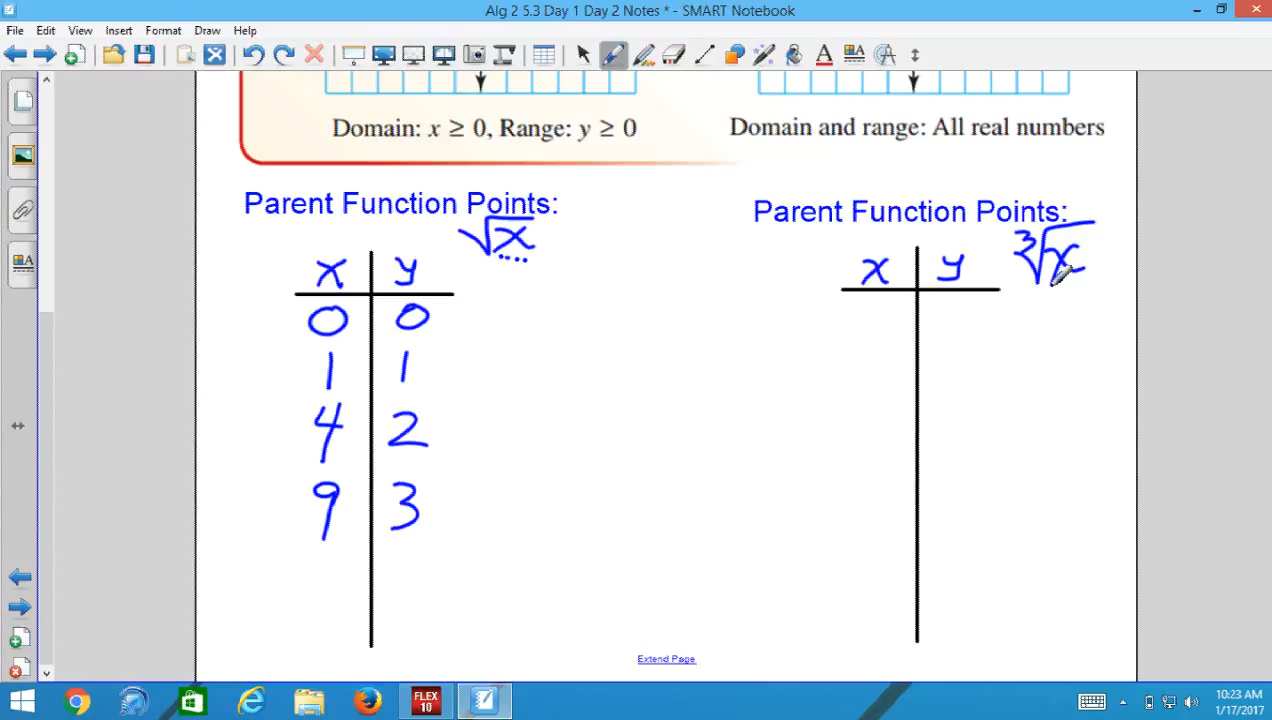 Alg 2 5.3 Day 1 Day 2 Notes * - SMART Notebook
File Edit View Insert Format Draw Help
Domain: x ≥ 0, Range: y ≥ 0
Domain and range: All real numbers
Parent Function Points:
√x
x y
0 0
1 1
4 2
9 3
Parent Function Points:
∛x
x y
Extend Page
FLEX
10
10:23 AM
1/17/2017